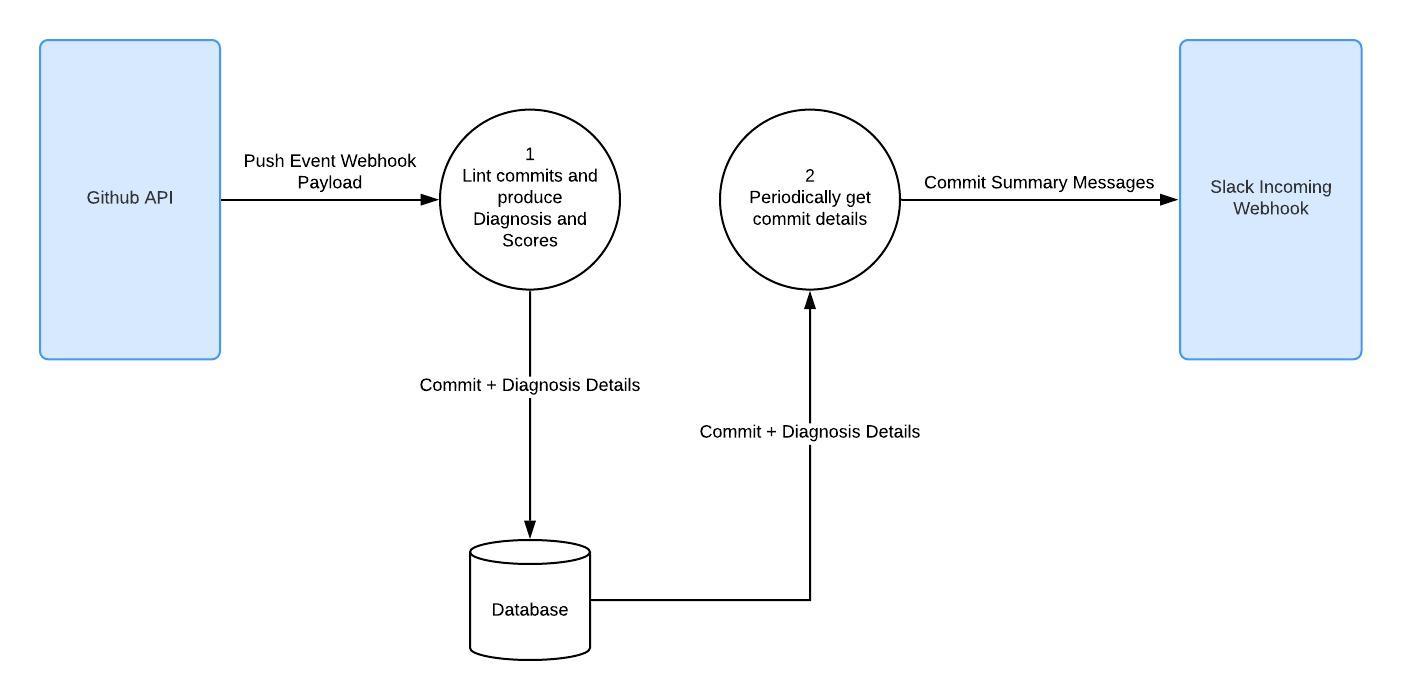 Github API
Push Event Webhook
Payload
1
Lint commits and
produce
Diagnosis and
Scores
2
Periodically get
commit details
Commit Summary Messages
Slack Incoming
Webhook
Commit + Diagnosis Details
Commit + Diagnosis Details
Database